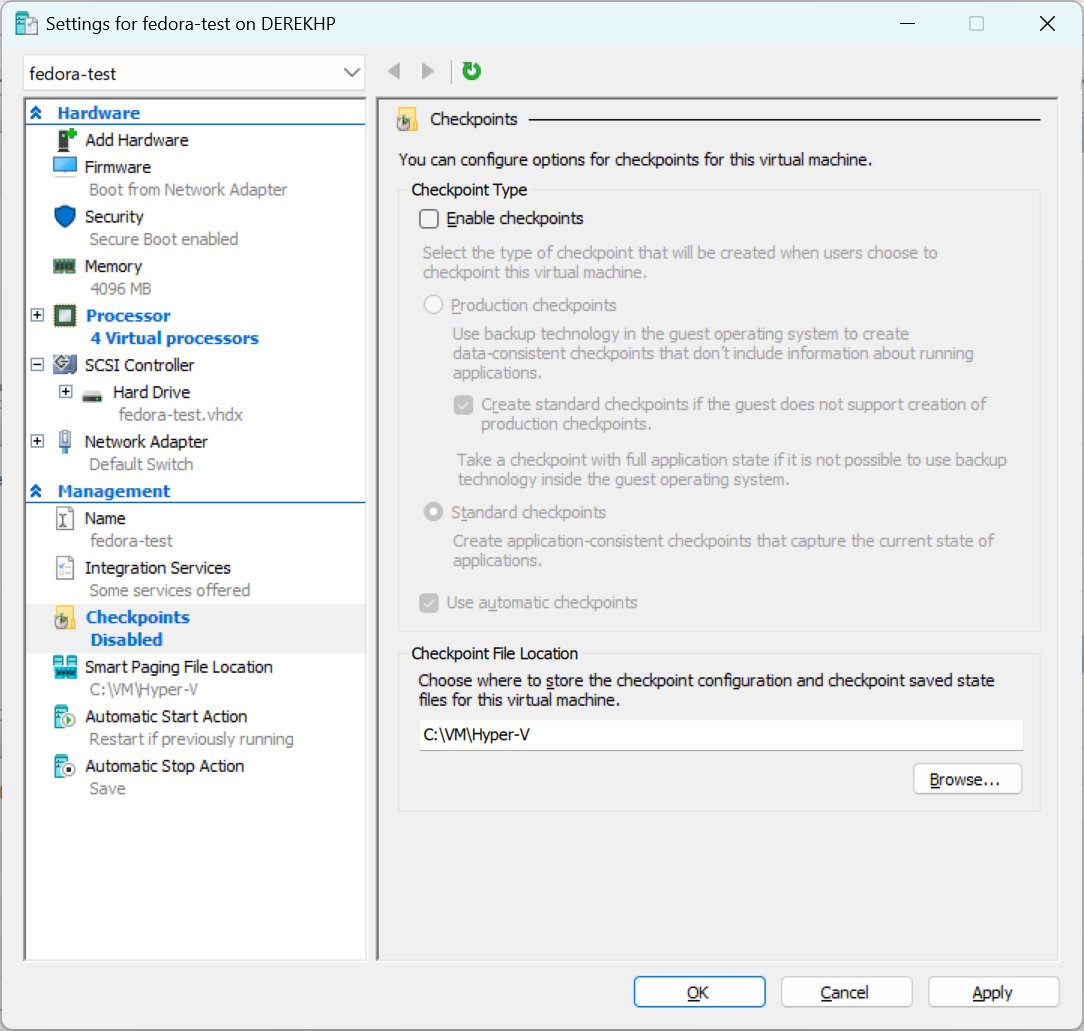 Settings for fedora-test on DEREKHP
fedora-test
Hardware
Add Hardware
Firmware
Boot from Network Adapter
Security
Secure Boot enabled
Memory
4096 MB
Processor
4 Virtual processors
SCSI Controller
Hard Drive
fedora-test.vhdx
Network Adapter
Default Switch
Management
Name
fedora-test
Integration Services
Some services offered
Checkpoints
Disabled
Smart Paging File Location
C:\VM\Hyper-V
Automatic Start Action
Restart if previously running
Automatic Stop Action
Save
Checkpoints
You can configure options for checkpoints for this virtual machine.
Checkpoint Type
Enable checkpoints
Select the type of checkpoint that will be created when users choose to
checkpoint this virtual machine.
Production checkpoints
Use backup technology in the guest operating system to create
data-consistent checkpoints that don't include information about running
applications.
Create standard checkpoints if the guest does not support creation of
production checkpoints.
Take a checkpoint with full application state if it is not possible to use backup
technology inside the guest operating system.
Standard checkpoints
Create application-consistent checkpoints that capture the current state of
applications.
Use automatic checkpoints
Checkpoint File Location
Choose where to store the checkpoint configuration and checkpoint saved state
files for this virtual machine.
C:\VM\Hyper-V
Browse...
OK
Cancel
Apply